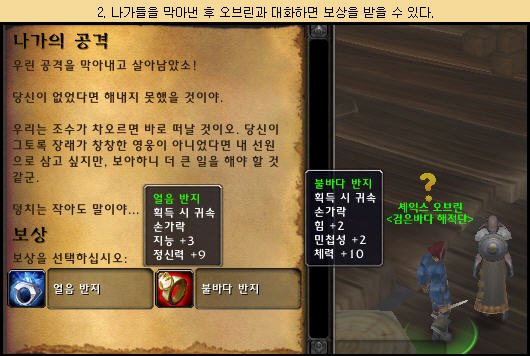 2. 나가들을 막아낸 후 오브린과 대화하면 보상을 받을 수 있다.
나가의 공격
우린 공격을 막아내고 살아남았소!
당신이 없었다면 해내지 못했을 것이야.
우리는 조수가 차오르면 바로 떠날 것이오. 당신이
그토록 장래가 창창한 영웅이 아니었다면 내 선원
으로 삼고 싶지만, 보아하니 더 큰 일을 해야 할 것
같군.
덩치는 작아도 말이야...
보상
보상을 선택하십시오:
얼음 반지
획득 시 귀속
손가락
지능 +3
정신력 +9
불바다 반지
획득 시 귀속
손가락
힘 +2
민첩성 +2
체력 +10
얼음 반지
불바다 반지
셰익스 오브린
<검은바다 해적단>